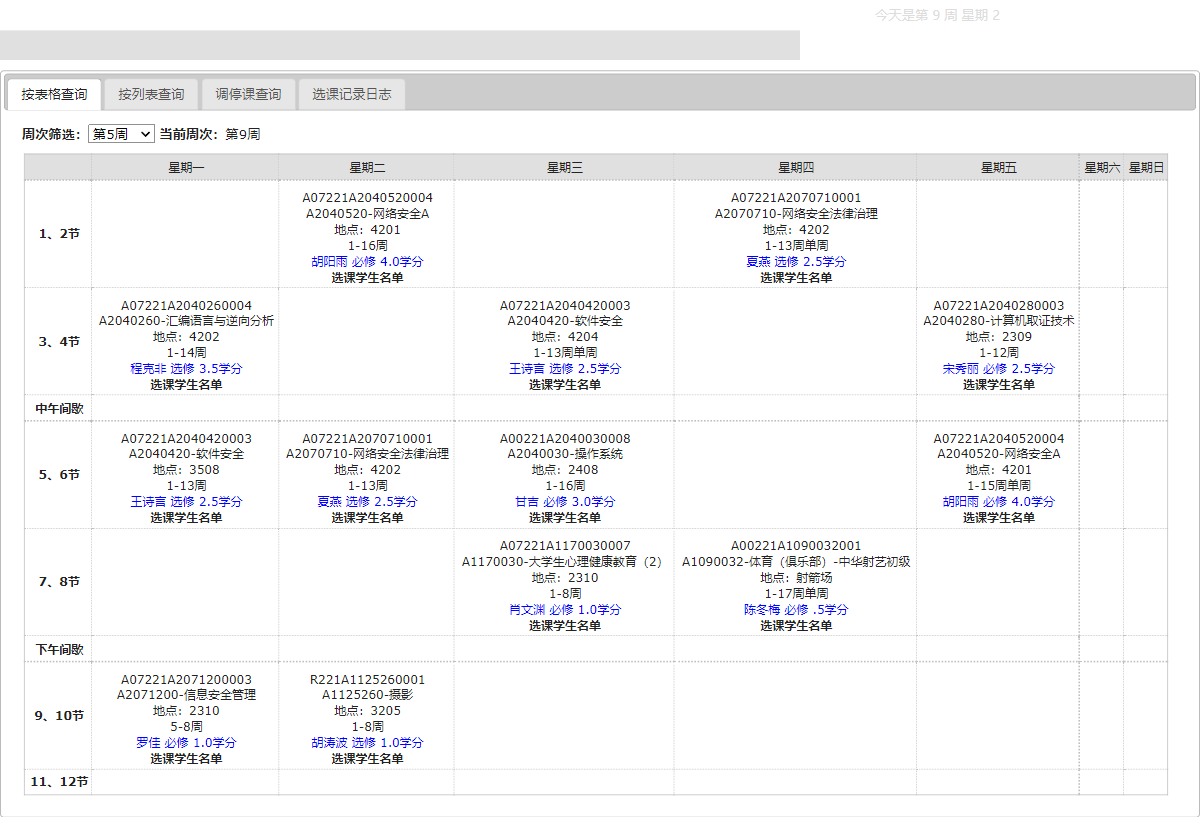 今天是第 9 周 星期 2
按表格查询 按列表查询 调停课查询 选课记录日志
周次筛选： 第5周 当前周次： 第9周
星期一 星期二 星期三 星期四 星期五 星期六 星期日
1、2节
A07221A2040520004
A2040520-网络安全A
地点：4201
1-16周
胡阳雨 必修 4.0学分
选课学生名单
A07221A2070710001
A2070710-网络安全法律治理
地点：4202
1-13周单周
夏燕 选修 2.5学分
选课学生名单
3、4节
A07221A2040260004
A2040260-汇编语言与逆向分析
地点：4202
1-14周
程克非 选修 3.5学分
选课学生名单
A07221A2040420003
A2040420-软件安全
地点：4204
1-13周单周
王诗言 选修 2.5学分
选课学生名单
A07221A2040280003
A2040280-计算机取证技术
地点：2309
1-12周
宋秀丽 必修 2.5学分
选课学生名单
中午间歇
5、6节
A07221A2040420003
A2040420-软件安全
地点：3508
1-13周
王诗言 选修 2.5学分
选课学生名单
A07221A2070710001
A2070710-网络安全法律治理
地点：4202
1-13周
夏燕 选修 2.5学分
选课学生名单
A00221A2040030008
A2040030-操作系统
地点：2408
1-16周
甘言 必修 3.0学分
选课学生名单
A07221A2040520004
A2040520-网络安全A
地点：4201
1-15周单周
胡阳雨 必修 4.0学分
选课学生名单
7、8节
A07221A1170030007
A1170030-大学生心理健康教育（2）
地点：2310
1-8周
肖文渊 必修 1.0学分
选课学生名单
A00221A1090032001
A1090032-体育（俱乐部）-中华射艺初级
地点：射箭场
1-17周单周
陈冬梅 必修 .5学分
选课学生名单
下午间歇
9、10节
A07221A2071200003
A2071200-信息安全管理
地点：2310
5-8周
罗佳 必修 1.0学分
选课学生名单
R221A1125260001
A1125260-摄影
地点：3205
1-8周
胡涛波 选修 1.0学分
选课学生名单
11、12节